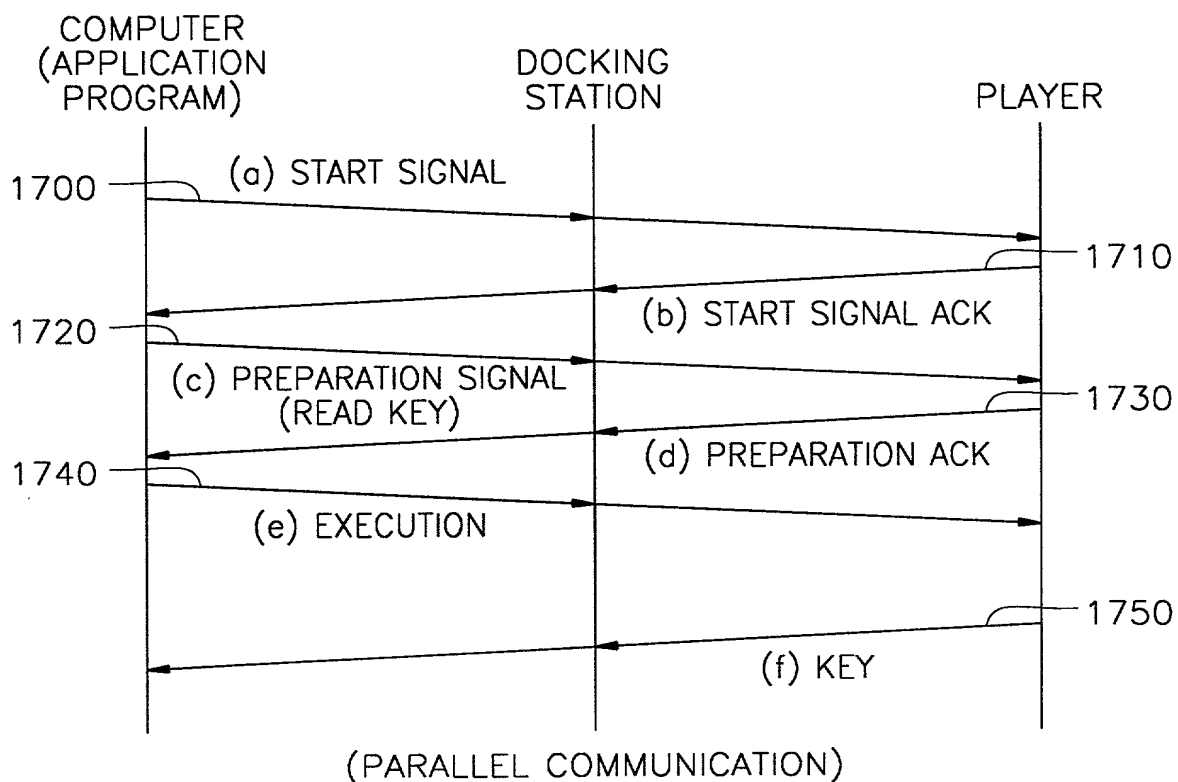 COMPUTER
(APPLICATION
PROGRAM)
DOCKING
STATION
PLAYER
1700
(a) START SIGNAL
1710
(b) START SIGNAL ACK
1720
(c) PREPARATION SIGNAL
(READ KEY)
1730
(d) PREPARATION ACK
1740
(e) EXECUTION
1750
(f) KEY
(PARALLEL COMMUNICATION)